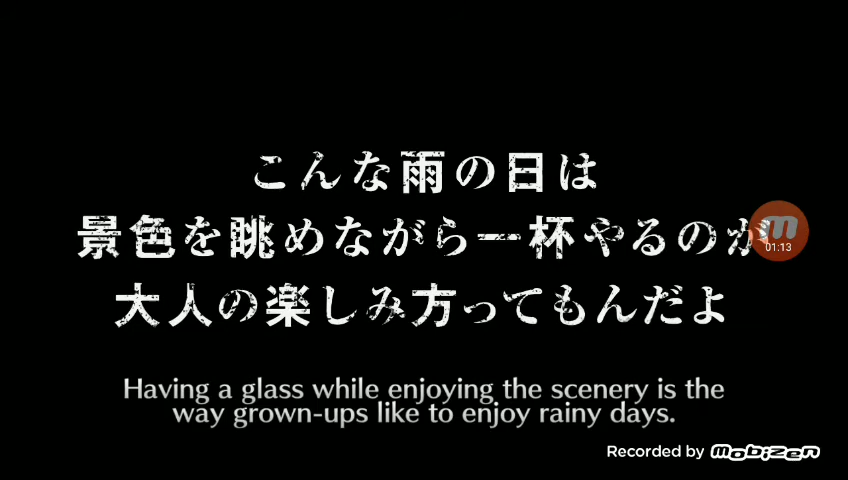 こんな雨の日は
景色を眺めながら一杯やるのが
大人の楽しみ方ってもんだよ
M
01:13
Having a glass while enjoying the scenery is the
way grown-ups like to enjoy rainy days.
Recorded by mobizen